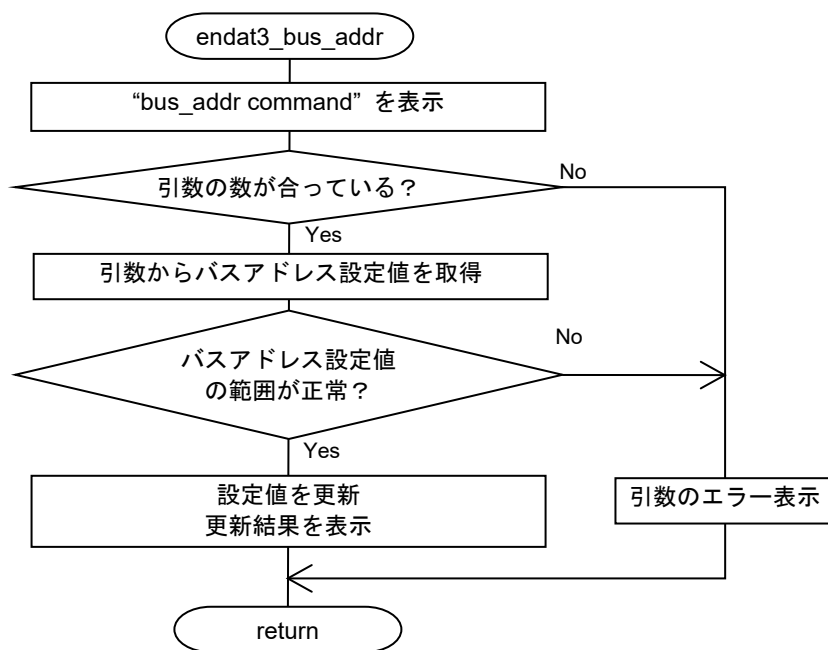 endat3_bus_addr
“bus_addr command” を表示
引数の数が合っている？
No
Yes
引数からバスアドレス設定値を取得
バスアドレス設定値
の範囲が正常？
No
Yes
設定値を更新
更新結果を表示
引数のエラー表示
return